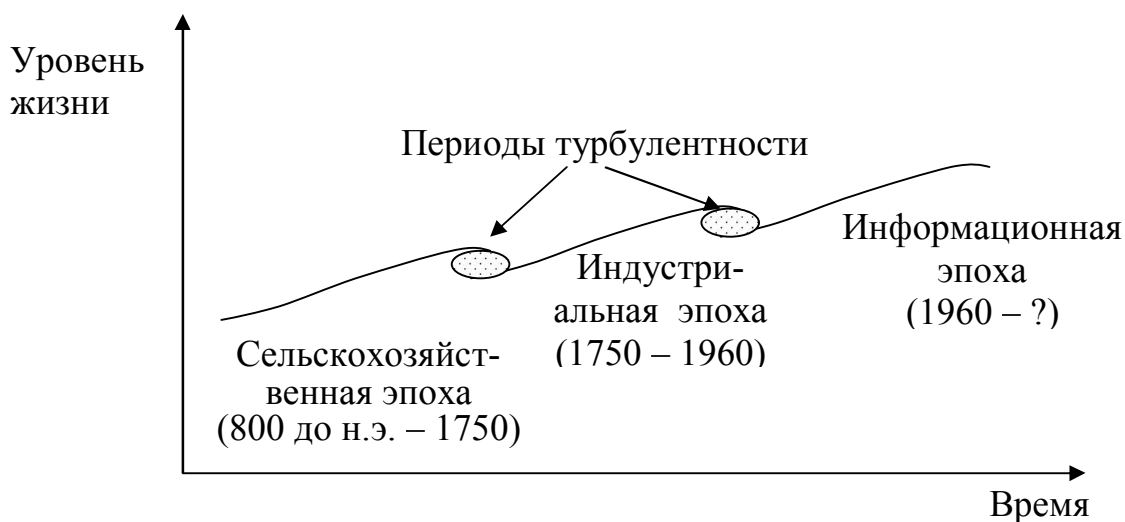 Уровень
жизни
Периоды турбулентности
Информационная
эпоха
(1960 – ?)
Индустри-
альная эпоха
(1750 – 1960)
Сельскохозяйст-
венная эпоха
(800 до н.э. – 1750)
Время